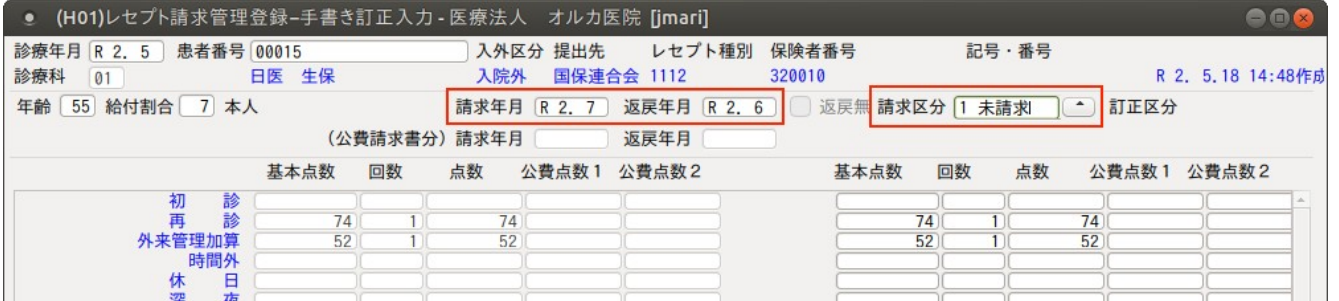 (H01)レセプト請求管理登録−手書き訂正入力 - 医療法人 オルカ医院 [jmari]
診療年月 R 2. 5 患者番号 00015 入外区分 提出先 レセプト種別 保険者番号 記号・番号
診療科 01 日医 生保 入院外 国保連合会 1112 320010 R 2. 5.18 14:48作成
年齢 55 給付割合 7 本人 請求年月 R 2. 7 返戻年月 R 2. 6 返戻無 請求区分 1 未請求 訂正区分
(公費請求書分) 請求年月 返戻年月
基本点数 回数 点数 公費点数1 公費点数2 基本点数 回数 点数 公費点数1 公費点数2
初 診
再 診 74 1 74 74 1 74
外来管理加算 52 1 52 52 1 52
時間外
休 日
深 夜